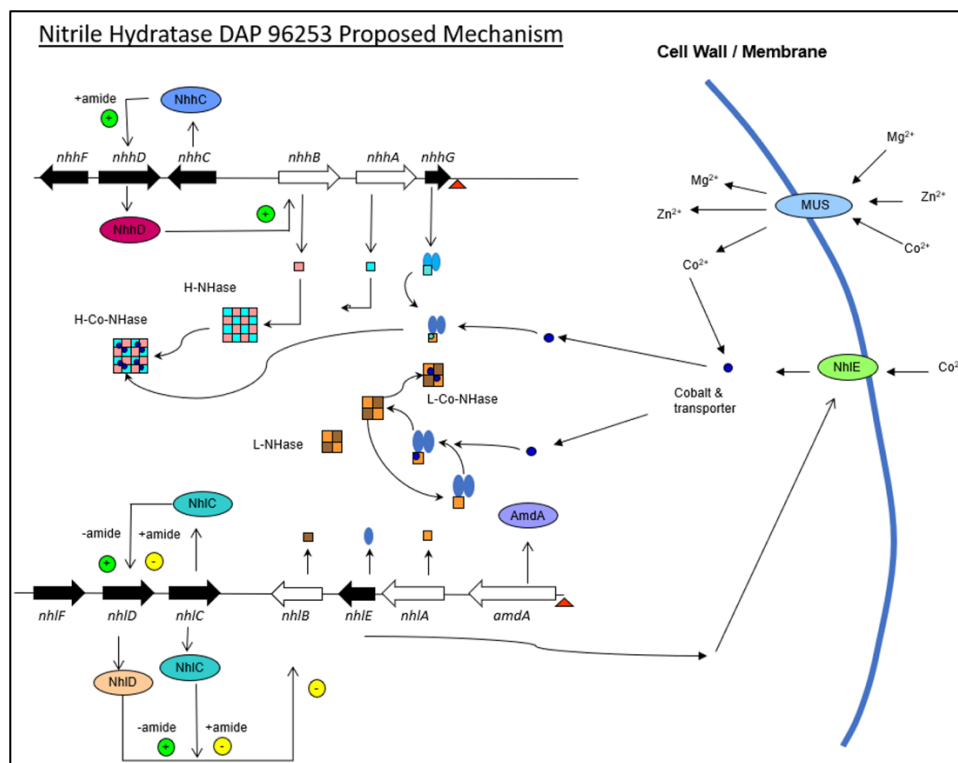 Nitrile Hydratase DAP 96253 Proposed Mechanism
Cell Wall / Membrane
+amide
NhhC
+
nhhF
nhhD
nhhC
nhhB
nhhA
nhhG
NhhD
+
Mg²⁺
Mg²⁺
MUS
Zn²⁺
Zn²⁺
Co²⁺
Co²⁺
H-NHase
H-Co-NHase
NhlE
Co²
Cobalt &
transporter
L-Co-NHase
L-NHase
NhlC
AmdA
-amide
+amide
+
-
nhlF
nhlD
nhlC
nhlB
nhlE
nhlA
amdA
NhlD
NhlC
-
-amide
+amide
+
-